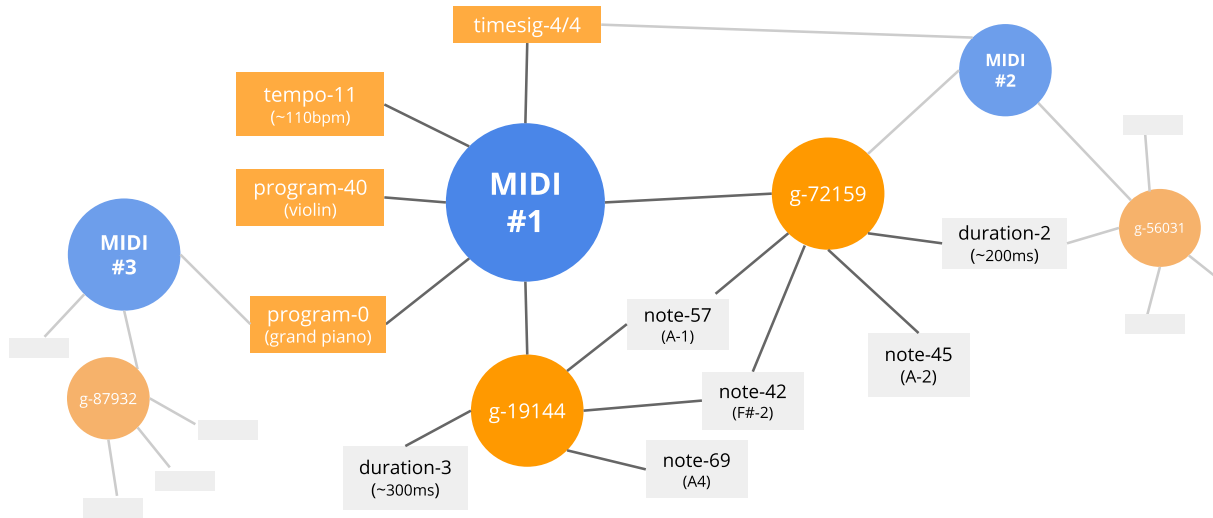 timesig-4/4
MIDI
#2
tempo-11
(~110bpm)
program-40
(violin)
MIDI
#1
g-72159
g-56031
duration-2
(~200ms)
MIDI
#3
program-0
(grand piano)
note-57
(A-1)
note-45
(A-2)
note-42
(F#-2)
g-87932
g-19144
note-69
(A4)
duration-3
(~300ms)